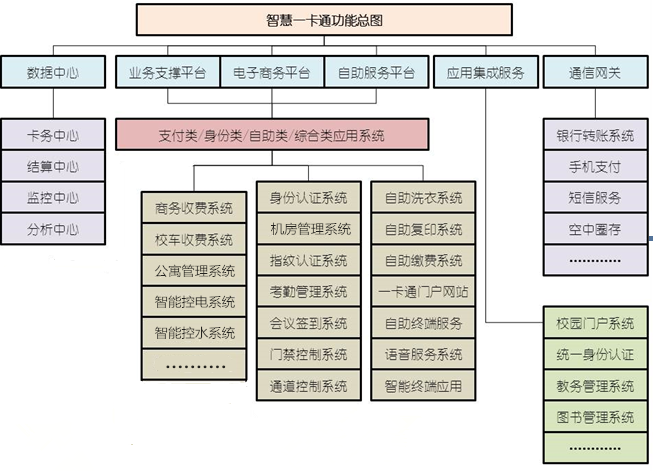 智慧一卡通功能总图
数据中心
业务支撑平台
电子商务平台
自助服务平台
应用集成服务
通信网关
卡务中心
结算中心
监控中心
分析中心
支付类/身份类/自助类/综合类应用系统
商务收费系统
校车收费系统
公寓管理系统
智能控电系统
智能控水系统
..........
身份认证系统
机房管理系统
指纹认证系统
考勤管理系统
会议签到系统
门禁控制系统
通道控制系统
自助洗衣系统
自助复印系统
自助缴费系统
一卡通门户网站
自助终端服务
语音服务系统
智能终端应用
银行转账系统
手机支付
短信服务
空中圈存
............
校园门户系统
统一身份认证
教务管理系统
图书管理系统
............